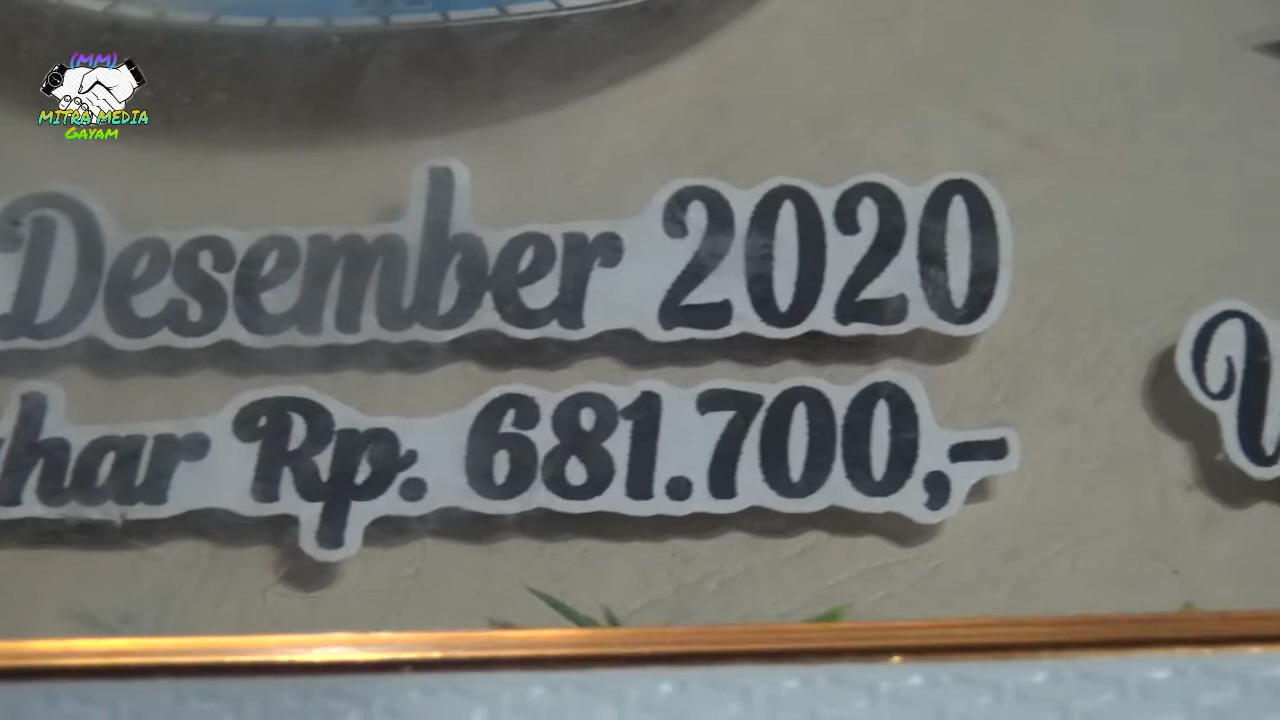 (MM)
MITRA MEDIA
GAYAM
Desember 2020
har Rp. 681.700,-